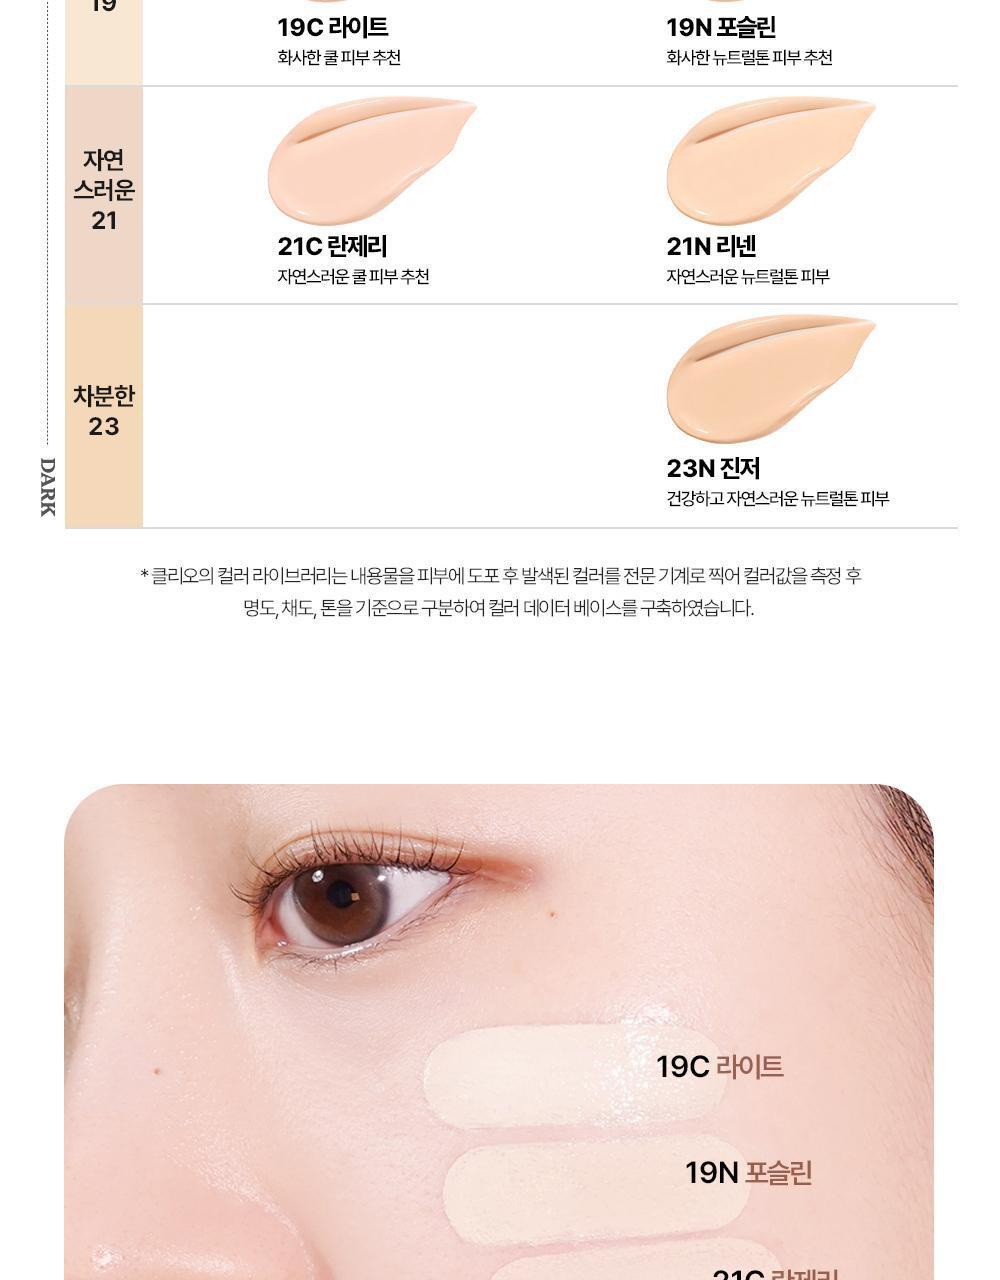 19
19C 라이트
화사한 쿨 피부 추천
19N 포슬린
화사한 뉴트럴톤 피부 추천
자연
스러운
21
21C 란제리
자연스러운 쿨 피부 추천
21N 리넨
자연스러운 뉴트럴톤 피부
차분한
23
23N 진저
건강하고 자연스러운 뉴트럴톤 피부
DARK
*클리오의 컬러 라이브러리는 내용물을 피부에 도포 후 발색된 컬러를 전문 기계로 찍어 컬러값을 측정 후
명도, 채도, 톤을 기준으로 구분하여 컬러 데이터 베이스를 구축하였습니다.
19C 라이트
19N 포슬린
21C 란제리